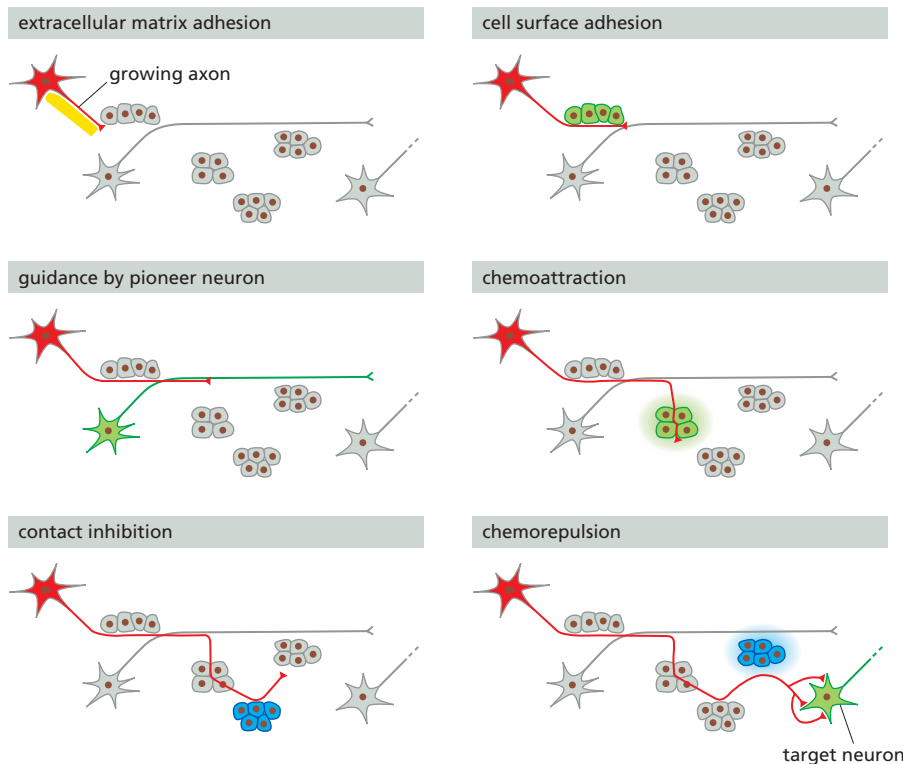 extracellular matrix adhesion
cell surface adhesion
growing axon
guidance by pioneer neuron
chemoattraction
contact inhibition
chemorepulsion
target neuron